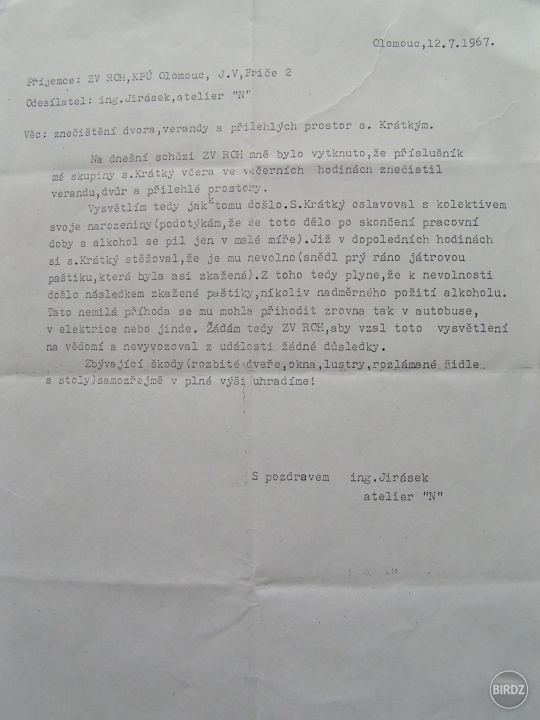 Olomouc,12.7.1967.
Příjemce: ZV RCH,KPÚ Olomouc, J.V,Friče 2
Odesílatel: ing.Jirásek,atelier "N"
Věc: znečištění dvora,verandy a přilehlých prostor s. Krátkým.
Na dnešní schůzi ZV RCH mně bylo vytknuto,že příslušník
mé skupiny s.Krátký včera ve večerních hodinách znečistil
verandu,dvůr a přilehlé prostory.
Vysvětlím tedy jak k tomu došlo.S.Krátký oslavoval s kolektivem
svoje narozeniny(podotýkám,že se toto dělo po skončení pracovní
doby a alkohol se pil jen v malé míře).Již v dopoledních hodinách
si s.Krátký stěžoval,že je mu nevolno(snědl prý ráno játrovou
paštiku,která byla asi zkažená).Z toho tedy plyne,že k nevolnosti
došlo následkem zkažené paštiky,nikoliv nadměrného požití alkoholu.
Tato nemilá příhoda se mu mohla přihodit zrovna tak v autobuse,
v elektrice nebo jinde. Žádám tedy ZV RCH,aby vzal toto vysvětlení
na vědomí a nevyvozoval z události žádné důsledky.
Zbývající škody(rozbité dveře,okna,lustry,rozlámané židle
a stoly)samozřejmě v plné výši uhradíme!
S pozdravem ing.Jirásek
atelier "N"
BIRDZ